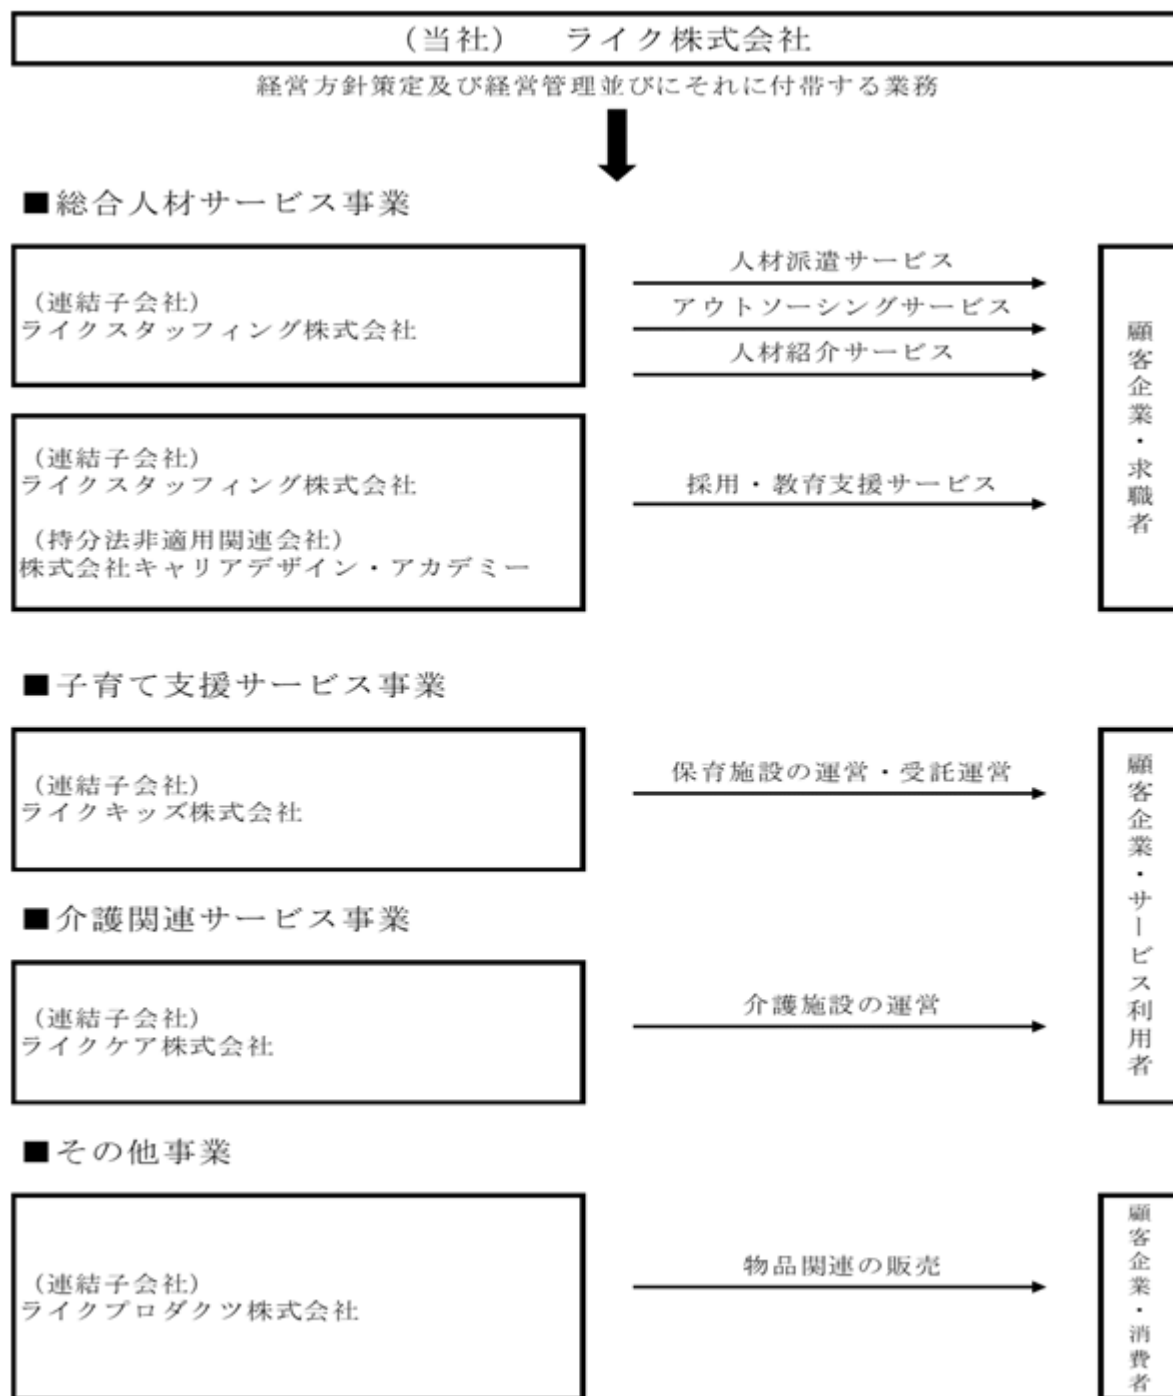 (当社) ライク株式会社
経営方針策定及び経営管理並びにそれに付帯する業務
■総合人材サービス事業
(連結子会社)
ライクスタッフィング株式会社
人材派遣サービス
アウトソーシングサービス
人材紹介サービス
(連結子会社)
ライクスタッフィング株式会社
(持分法非適用関連会社)
株式会社キャリアデザイン・アカデミー
採用・教育支援サービス
顧客企業・求職者
■子育て支援サービス事業
(連結子会社)
ライクキッズ株式会社
保育施設の運営・受託運営
■介護関連サービス事業
(連結子会社)
ライクケア株式会社
介護施設の運営
顧客企業・サービス利用者
■その他事業
(連結子会社)
ライクプロダクツ株式会社
物品関連の販売
顧客企業・消費者